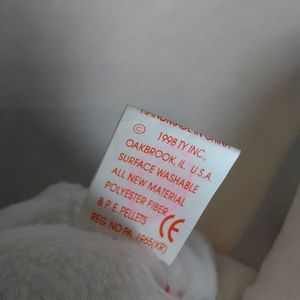 HANDMADE IN CHINA
© 1998 TY INC.,
OAKBROOK, IL. U.S.A.
SURFACE WASHABLE
ALL NEW MATERIAL
POLYESTER FIBER
& P.E. PELLETS CE
REG. NO PA. 1965(KR)